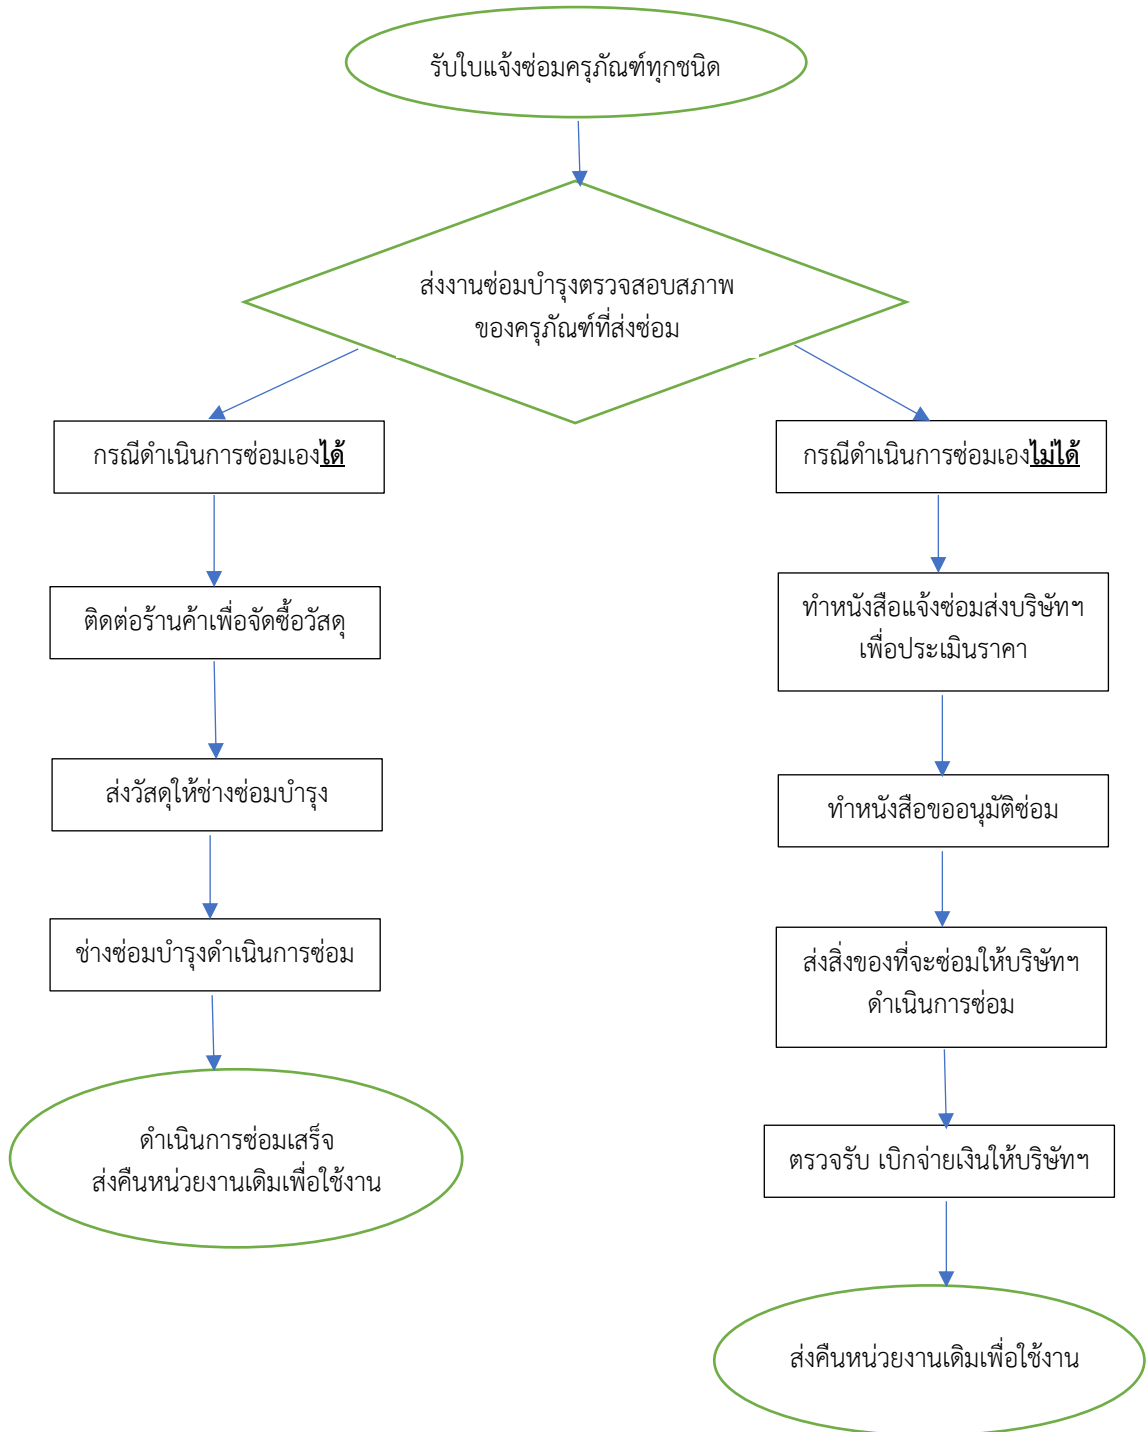 รับใบแจ้งซ่อมครุภัณฑ์ทุกชนิด
ส่งงานซ่อมบำรุงตรวจสอบสภาพ
ของครุภัณฑ์ที่ส่งซ่อม
กรณีดำเนินการซ่อมเองได้
ติดต่อร้านค้าเพื่อจัดซื้อวัสดุ
ส่งวัสดุให้ช่างซ่อมบำรุง
ช่างซ่อมบำรุงดำเนินการซ่อม
ดำเนินการซ่อมเสร็จ
ส่งคืนหน่วยงานเดิมเพื่อใช้งาน
กรณีดำเนินการซ่อมเองไม่ได้
ทำหนังสือแจ้งซ่อมส่งบริษัทฯ
เพื่อประเมินราคา
ทำหนังสือขออนุมัติซ่อม
ส่งสิ่งของที่จะซ่อมให้บริษัทฯ
ดำเนินการซ่อม
ตรวจรับ เบิกจ่ายเงินให้บริษัทฯ
ส่งคืนหน่วยงานเดิมเพื่อใช้งาน